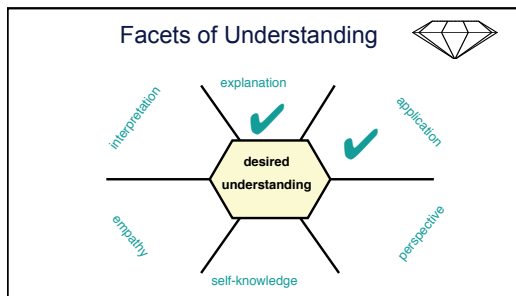 Facets of Understanding
explanation
interpretation
application
desired
understanding
empathy
perspective
self-knowledge